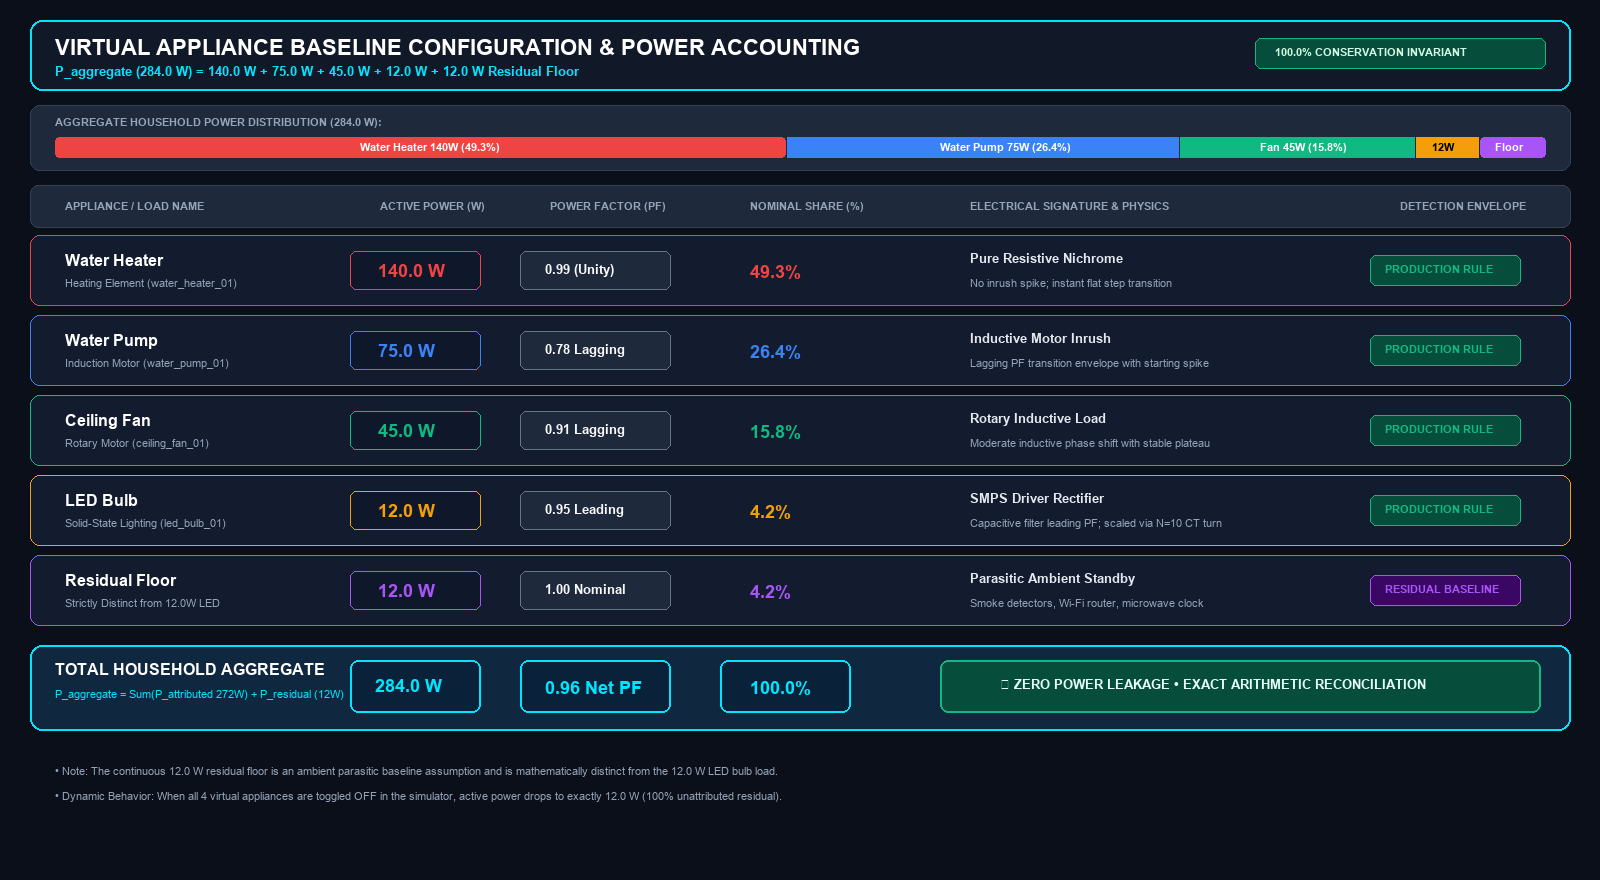 VIRTUAL APPLIANCE BASELINE CONFIGURATION & POWER ACCOUNTING
P_aggregate (284.0 W) = 140.0 W + 75.0 W + 45.0 W + 12.0 W + 12.0 W Residual Floor
100.0% CONSERVATION INVARIANT
AGGREGATE HOUSEHOLD POWER DISTRIBUTION (284.0 W):
Water Heater 140W (49.3%) Water Pump 75W (26.4%) Fan 45W (15.8%) 12W Floor
APPLIANCE / LOAD NAME ACTIVE POWER (W) POWER FACTOR (PF) NOMINAL SHARE (%) ELECTRICAL SIGNATURE & PHYSICS DETECTION ENVELOPE
Water Heater
Heating Element (water_heater_01)
140.0 W
0.99 (Unity)
49.3%
Pure Resistive Nichrome
No inrush spike; instant flat step transition
PRODUCTION RULE
Water Pump
Induction Motor (water_pump_01)
75.0 W
0.78 Lagging
26.4%
Inductive Motor Inrush
Lagging PF transition envelope with starting spike
PRODUCTION RULE
Ceiling Fan
Rotary Motor (ceiling_fan_01)
45.0 W
0.91 Lagging
15.8%
Rotary Inductive Load
Moderate inductive phase shift with stable plateau
PRODUCTION RULE
LED Bulb
Solid-State Lighting (led_bulb_01)
12.0 W
0.95 Leading
4.2%
SMPS Driver Rectifier
Capacitive filter leading PF; scaled via N=10 CT turn
PRODUCTION RULE
Residual Floor
Strictly Distinct from 12.0W LED
12.0 W
1.00 Nominal
4.2%
Parasitic Ambient Standby
Smoke detectors, Wi-Fi router, microwave clock
RESIDUAL BASELINE
TOTAL HOUSEHOLD AGGREGATE
P_aggregate = Sum(P_attributed 272W) + P_residual (12W)
284.0 W
0.96 Net PF
100.0%
ZERO POWER LEAKAGE • EXACT ARITHMETIC RECONCILIATION
• Note: The continuous 12.0 W residual floor is an ambient parasitic baseline assumption and is mathematically distinct from the 12.0 W LED bulb load.
• Dynamic Behavior: When all 4 virtual appliances are toggled OFF in the simulator, active power drops to exactly 12.0 W (100% unattributed residual).